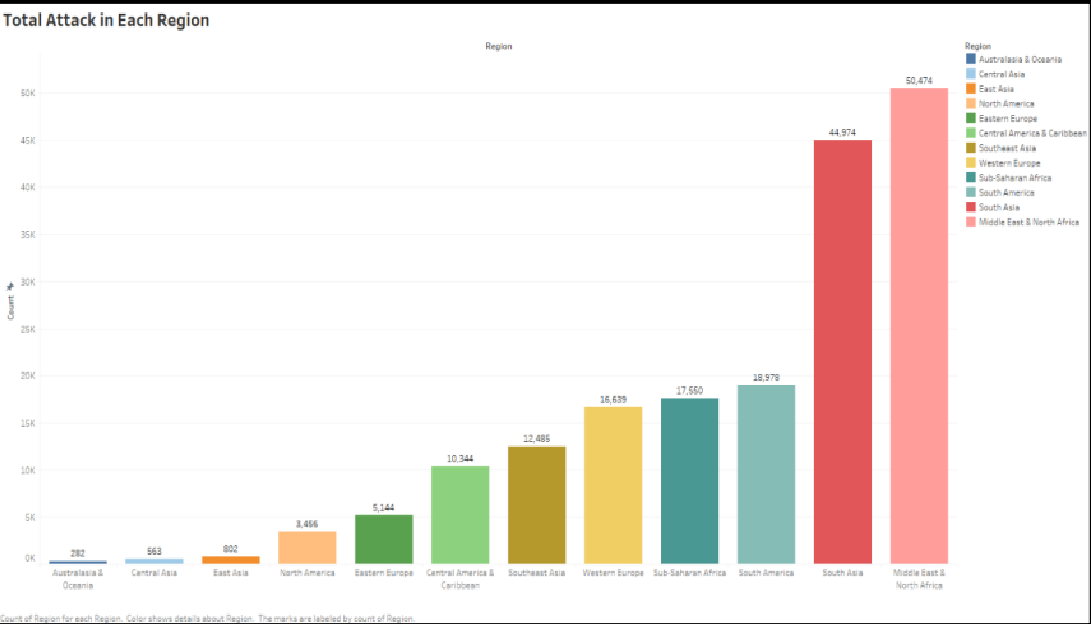 Total Attack in Each Region
Region
Region
Australasia & Oceania
Central Asia
East Asia
North America
Eastern Europe
Central America & Caribbean
Southeast Asia
Western Europe
Sub-Saharan Africa
South America
South Asia
Middle East & North Africa
50K
45K
40K
35K
30K
25K
20K
15K
10K
5K
0K
Count
282
563
802
3,456
5,144
10,344
12,485
16,639
17,550
18,978
44,974
50,474
Australasia &
Oceania
Central Asia
East Asia
North America
Eastern Europe
Central America &
Caribbean
Southeast Asia
Western Europe
Sub-Saharan Africa
South America
South Asia
Middle East &
North Africa
Count of Region for each Region. Color shows details about Region. The marks are labeled by count of Region.